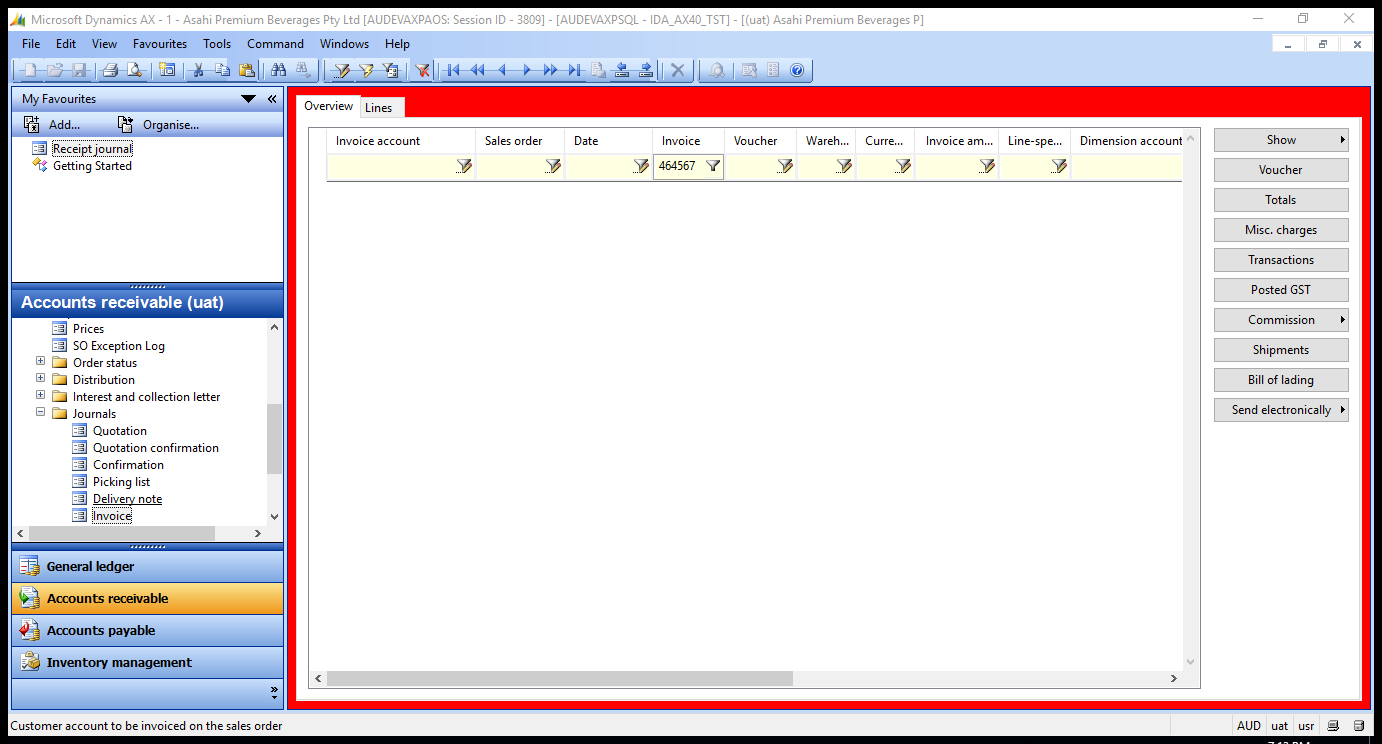 Microsoft Dynamics AX - 1 - Asahi Premium Beverages Pty Ltd [AUDEVAXPAOS: Session ID - 3809] - [AUDEVAXPSQL - IDA_AX40_TST] - [(uat) Asahi Premium Beverages P]
File Edit View Favourites Tools Command Windows Help
My Favourites
Add... Organise...
Receipt journal
Getting Started
Accounts receivable (uat)
Prices
SO Exception Log
Order status
Distribution
Interest and collection letter
Journals
Quotation
Quotation confirmation
Confirmation
Picking list
Delivery note
Invoice
General ledger
Accounts receivable
Accounts payable
Inventory management
Overview Lines
Invoice account Sales order Date Invoice Voucher Wareh... Curre... Invoice am... Line-spe... Dimension account
464567
Show
Voucher
Totals
Misc. charges
Transactions
Posted GST
Commission
Shipments
Bill of lading
Send electronically
Customer account to be invoiced on the sales order
AUD uat usr